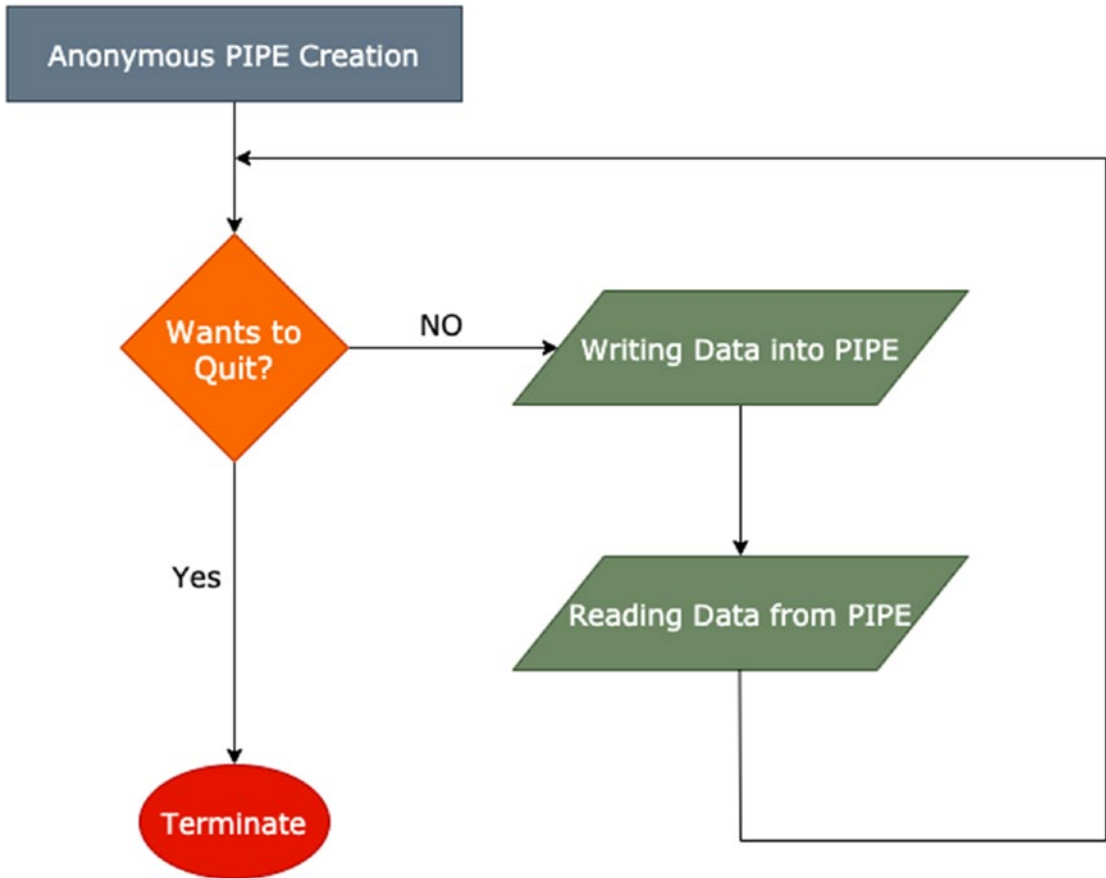 Anonymous PIPE Creation
Wants to
Quit?
NO
Writing Data into PIPE
Yes
Reading Data from PIPE
Terminate